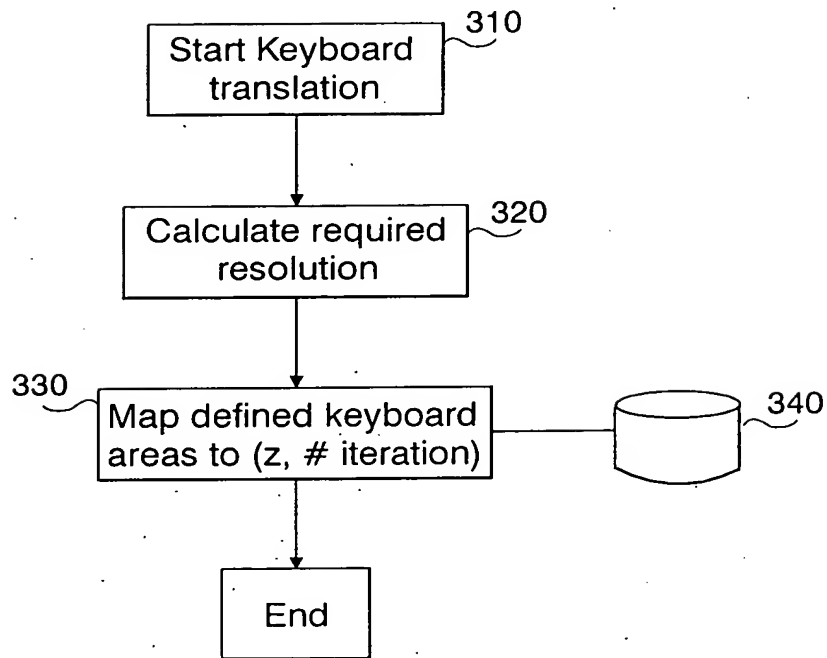 310
Start Keyboard
translation
320
Calculate required
resolution
330
Map defined keyboard
areas to (z, # iteration)
340
End